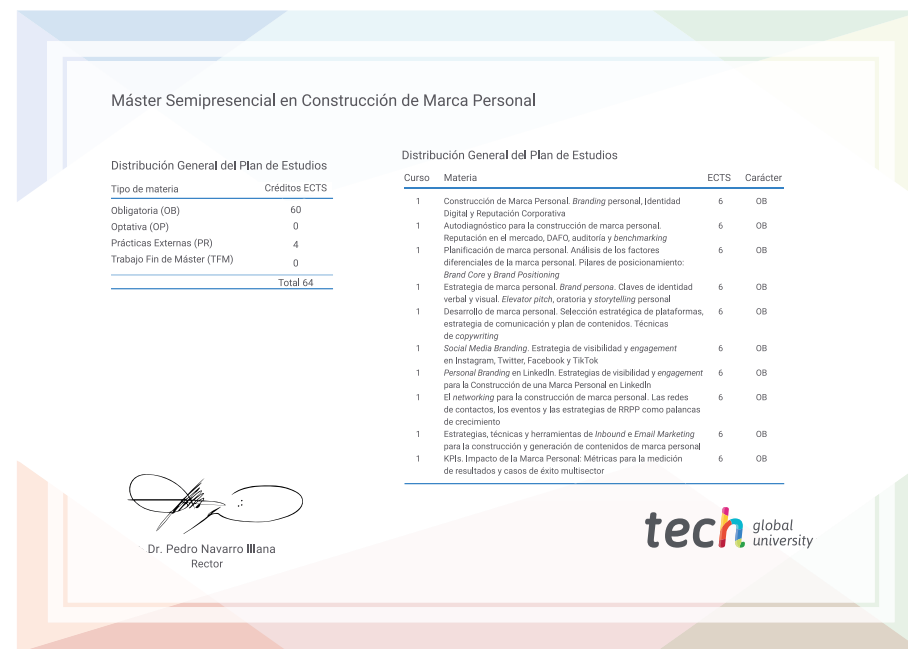 Máster Semipresencial en Construcción de Marca Personal
Distribución General del Plan de Estudios
Tipo de materia Créditos ECTS
Obligatoria (OB) 60
Optativa (OP) 0
Prácticas Externas (PR) 4
Trabajo Fin de Máster (TFM) 0
Total 64
Distribución General del Plan de Estudios
Curso Materia ECTS Carácter
1 Construcción de Marca Personal. Branding personal, Identidad 6 OB
Digital y Reputación Corporativa
1 Autodiagnóstico para la construcción de marca personal. 6 OB
Reputación en el mercado, DAFO, auditoría y benchmarking
1 Planificación de marca personal. Análisis de los factores 6 OB
diferenciales de la marca personal. Pilares de posicionamiento:
Brand Core y Brand Positioning
1 Estrategia de marca personal. Brand persona. Claves de identidad 6 OB
verbal y visual. Elevator pitch, oratoria y storytelling personal
1 Desarrollo de marca personal. Selección estratégica de plataformas, 6 OB
estrategia de comunicación y plan de contenidos. Técnicas
de copywriting
1 Social Media Branding. Estrategia de visibilidad y engagement 6 OB
en Instagram, Twitter, Facebook y TikTok
1 Personal Branding en LinkedIn. Estrategias de visibilidad y engagement 6 OB
para la Construcción de una Marca Personal en LinkedIn
1 El networking para la construcción de marca personal. Las redes 6 OB
de contactos, los eventos y las estrategias de RRPP como palancas
de crecimiento
1 Estrategias, técnicas y herramientas de Inbound e Email Marketing 6 OB
para la construcción y generación de contenidos de marca personal
1 KPIs. Impacto de la Marca Personal: Métricas para la medición 6 OB
de resultados y casos de éxito multisector
Dr. Pedro Navarro Illana
Rector
tech global
university